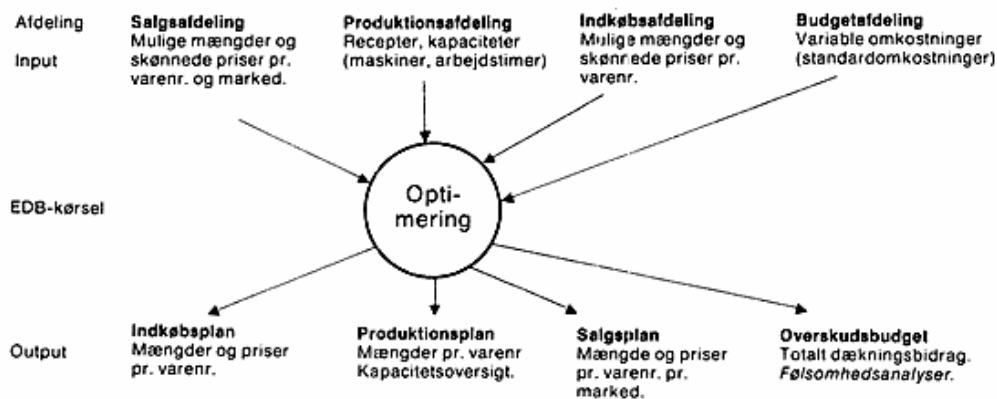 Afdeling
Input
Salgsafdeling
Mulige mængder og
skønnede priser pr.
varenr. og marked.
Produktionsafdeling
Recepter, kapaciteter
(maskiner, arbejdstimer)
Indkøbsafdeling
Mulige mængder og
skønnede priser pr.
varenr.
Budgetafdeling
Variable omkostninger
(standardomkostninger)
EDB-kørsel
Opti-
mering
Output
Indkøbsplan
Mængder og priser
pr. varenr.
Produktionsplan
Mængder pr. varenr
Kapacitetsoversigt.
Salgsplan
Mængde og priser
pr. varenr. pr.
marked.
Overskudsbudget
Totalt dækningsbidrag.
Følsomhedsanalyser.